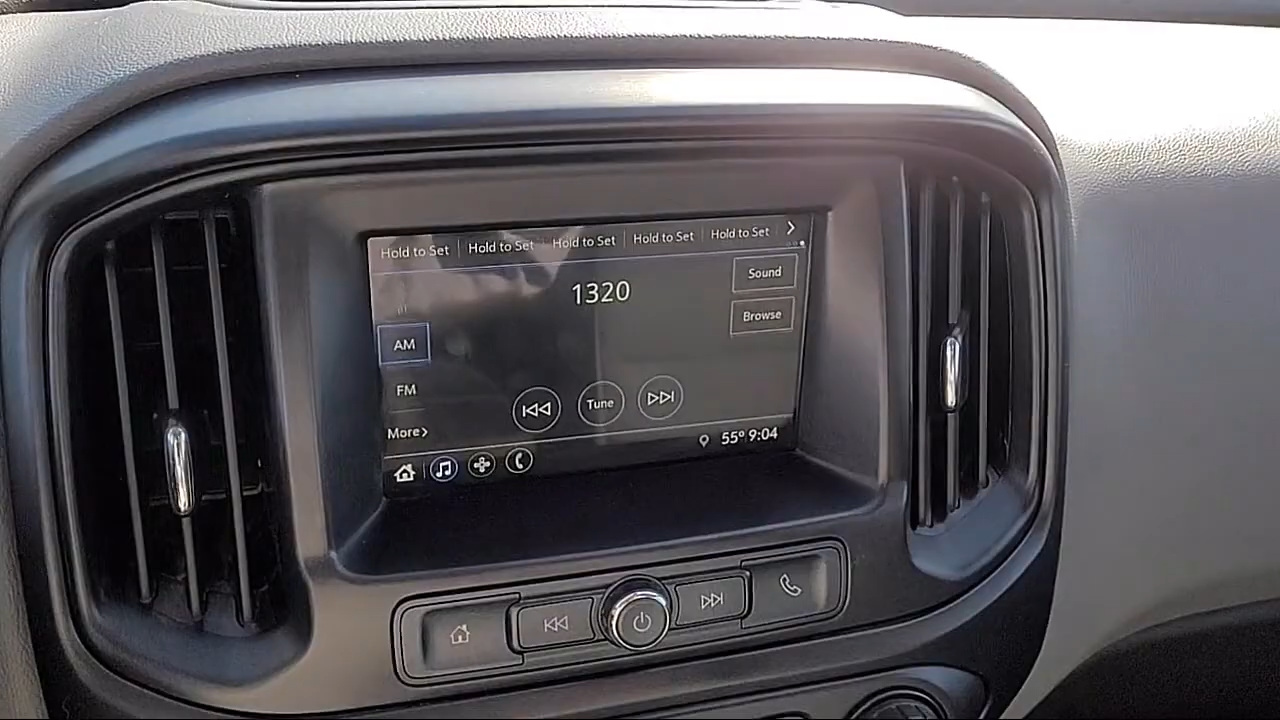 Hold to Set Hold to Set Hold to Set Hold to Set Hold to Set
1320
Sound
Browse
AM
FM
More
Tune
55° 9:04